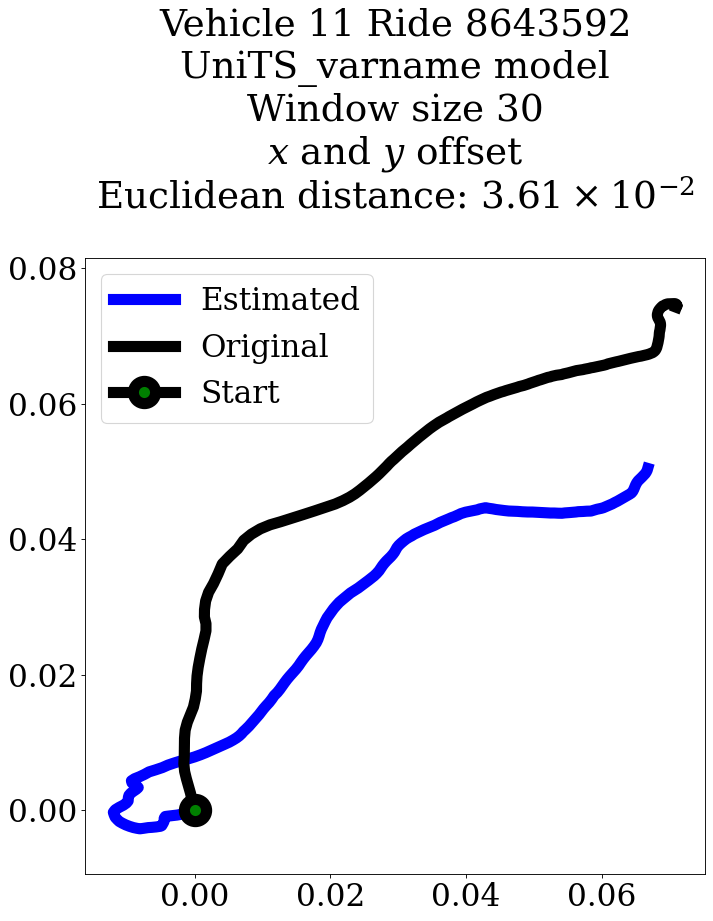 Vehicle 11 Ride 8643592
UniTS_varname model
Window size 30
x and y offset
Euclidean distance: 3.61 × 10⁻²
0.08
0.06
0.04
0.02
0.00
Estimated
Original
Start
0.00 0.02 0.04 0.06